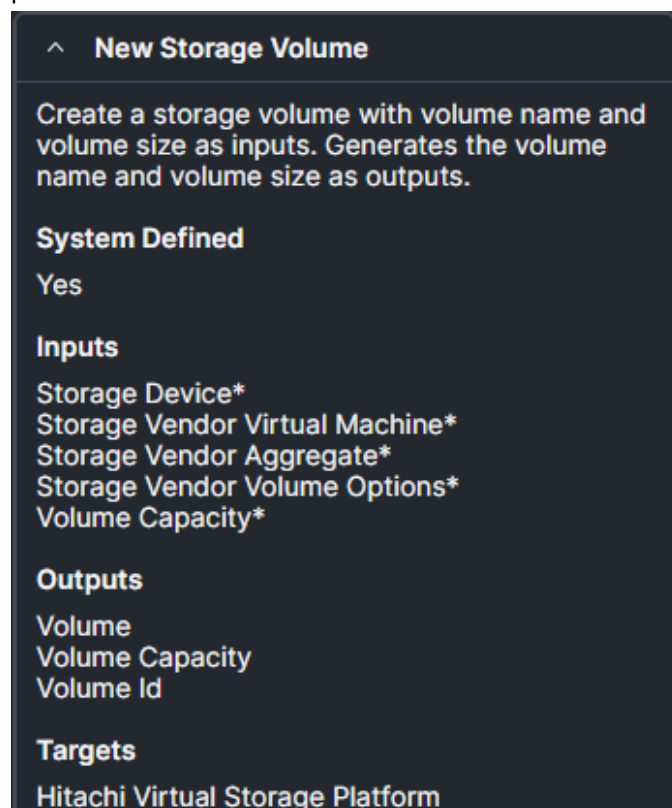 New Storage Volume
Create a storage volume with volume name and
volume size as inputs. Generates the volume
name and volume size as outputs.
System Defined
Yes
Inputs
Storage Device*
Storage Vendor Virtual Machine*
Storage Vendor Aggregate*
Storage Vendor Volume Options*
Volume Capacity*
Outputs
Volume
Volume Capacity
Volume Id
Targets
Hitachi Virtual Storage Platform